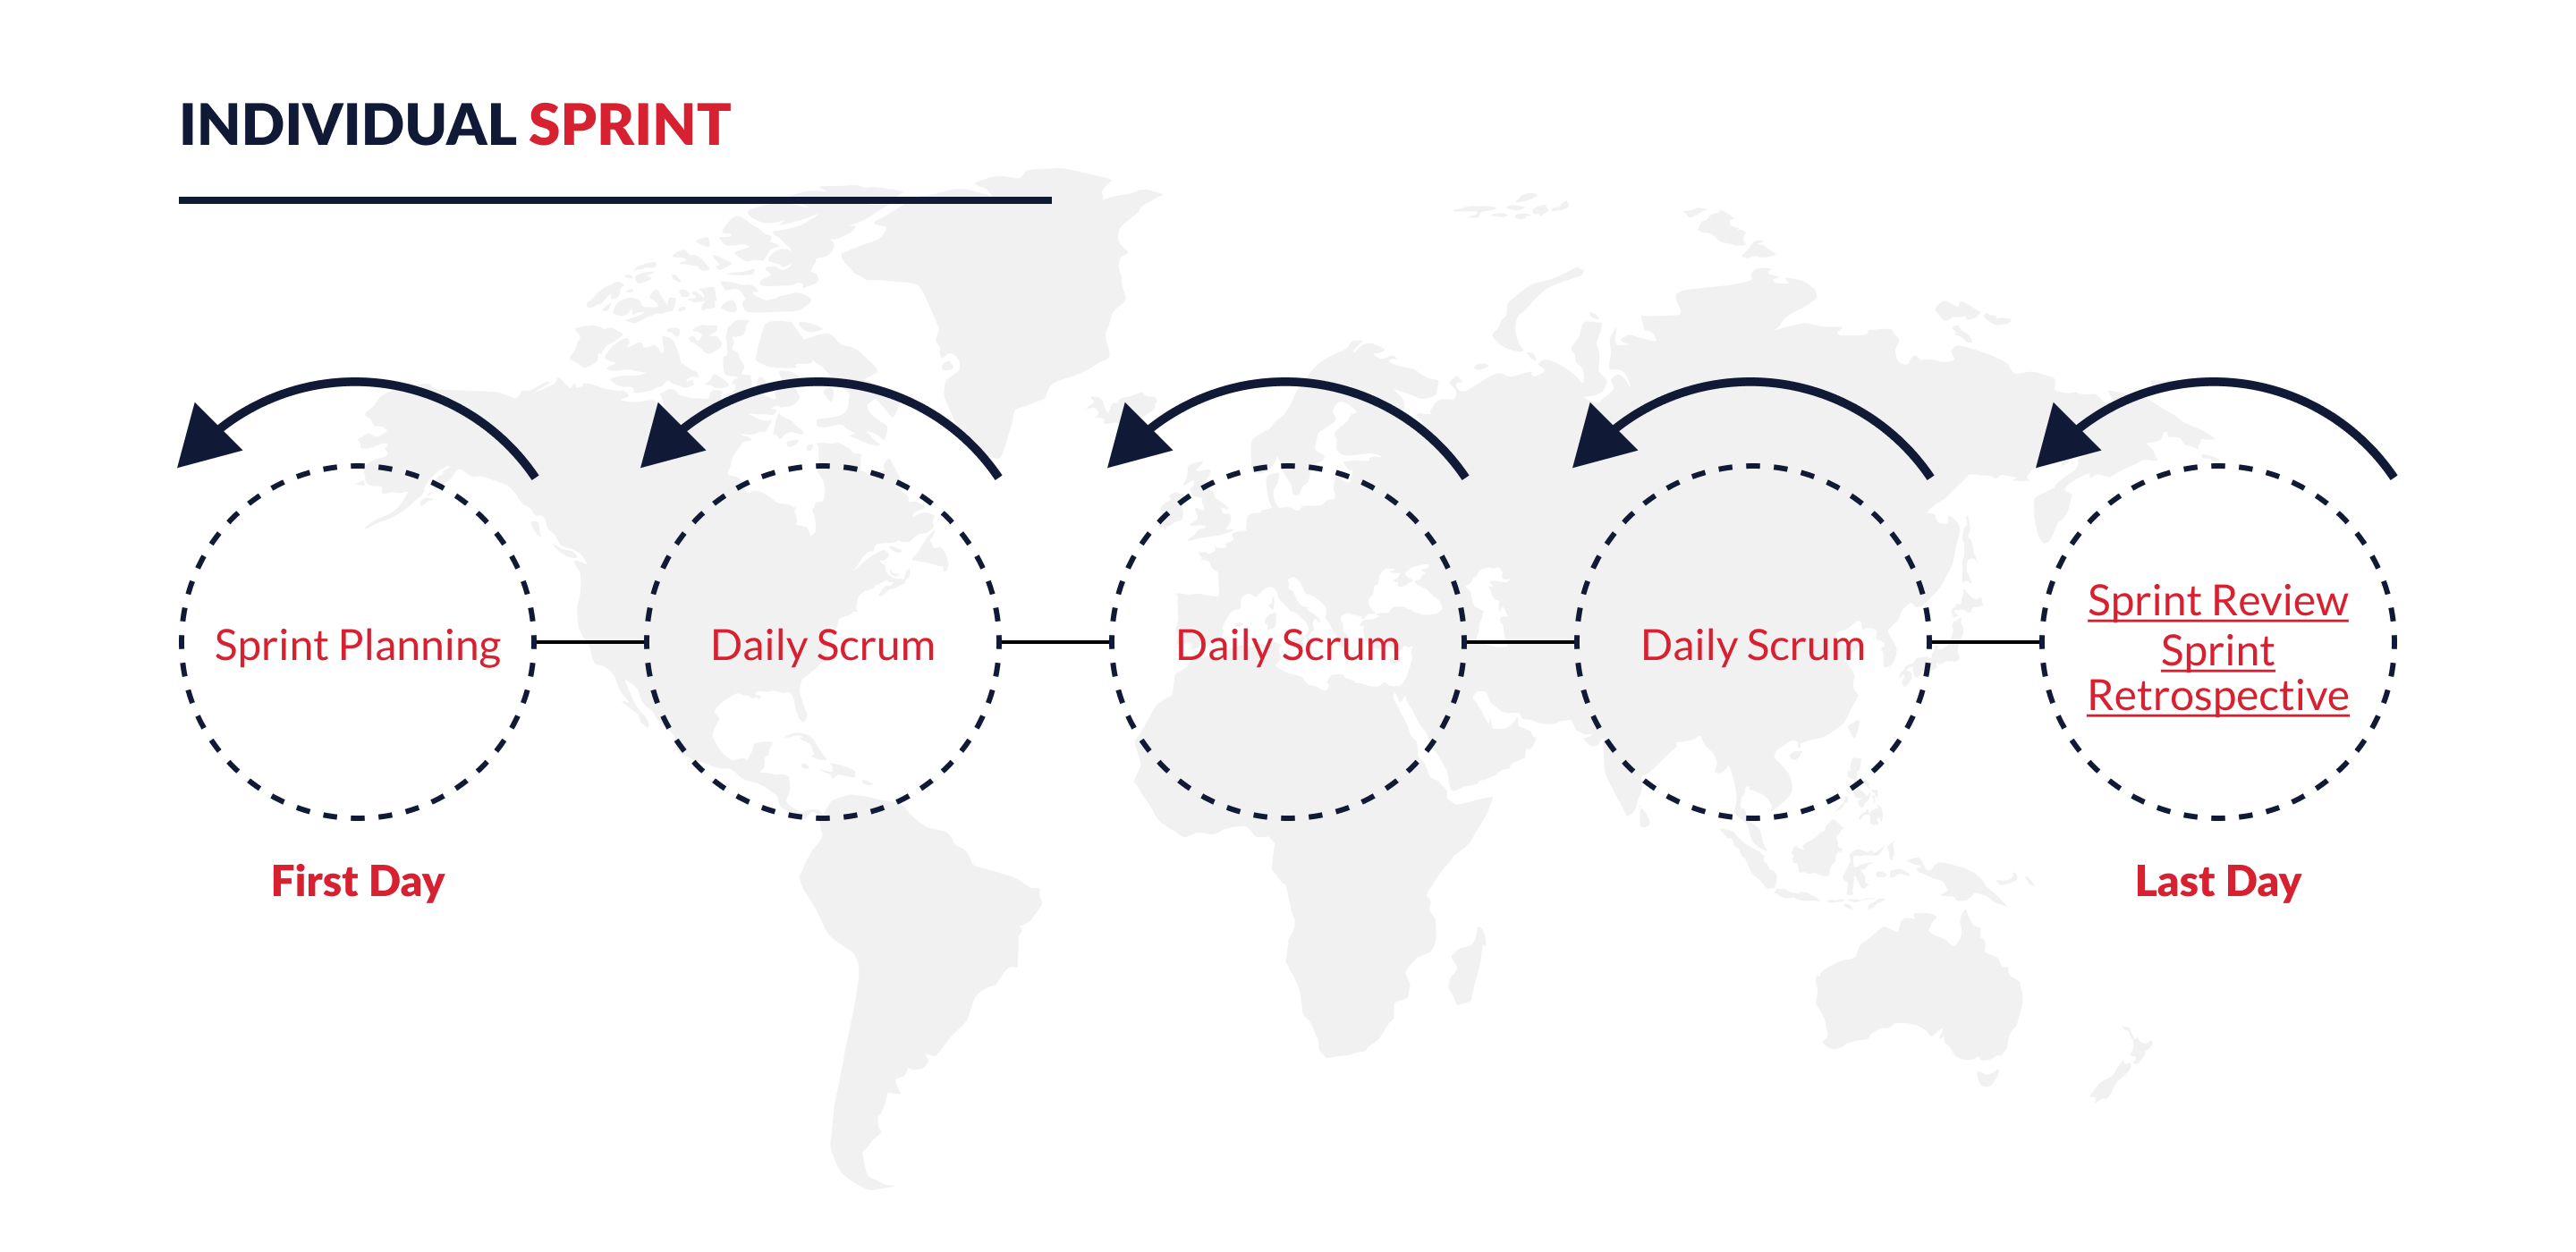 INDIVIDUAL SPRINT
Sprint Planning
Daily Scrum
Daily Scrum
Daily Scrum
Sprint Review
Sprint
Retrospective
First Day
Last Day